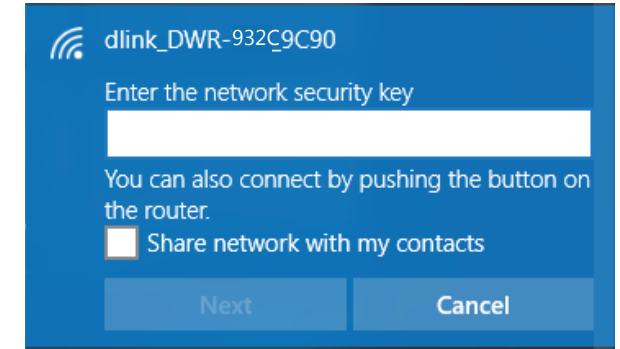 dlink_DWR-932C_9C90
Enter the network security key
You can also connect by pushing the button on
the router.
Share network with my contacts
Next Cancel